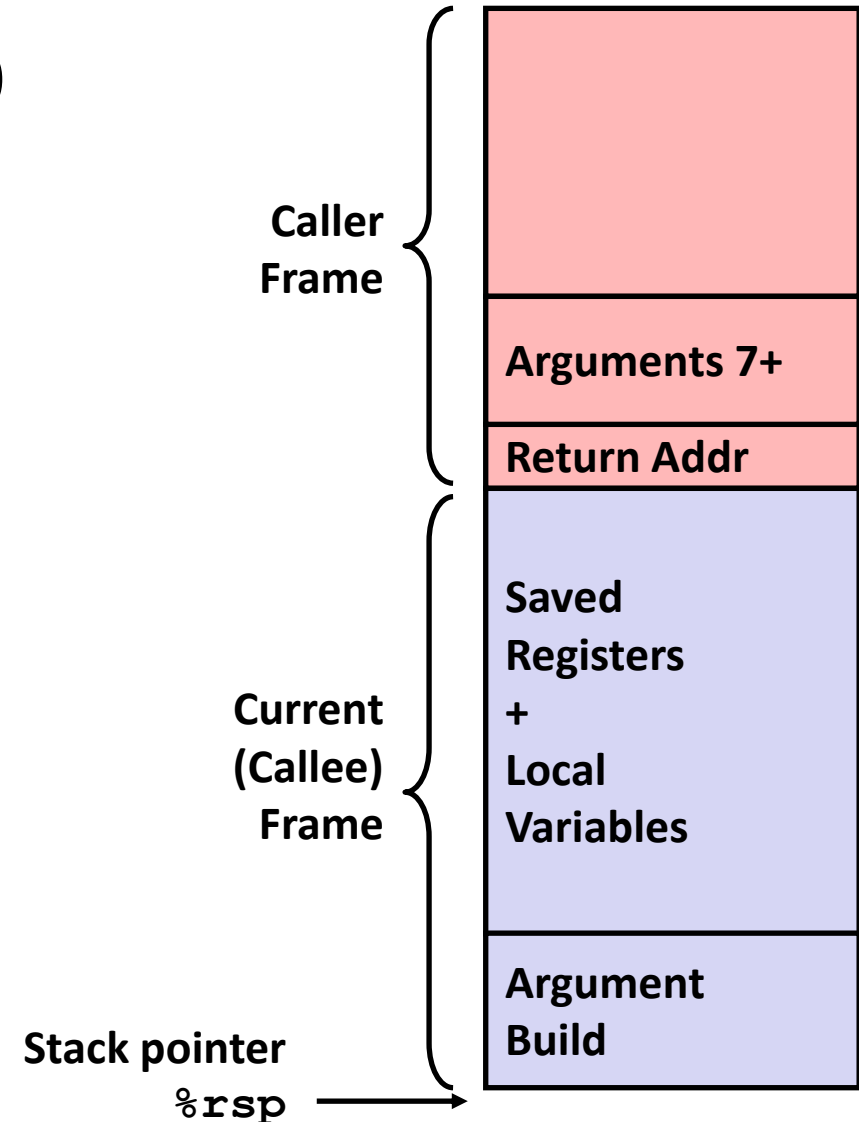 )
Caller
Frame
Arguments 7+
Return Addr
Saved
Registers
+
Local
Variables
Current
(Callee)
Frame
Argument
Build
Stack pointer
%rsp